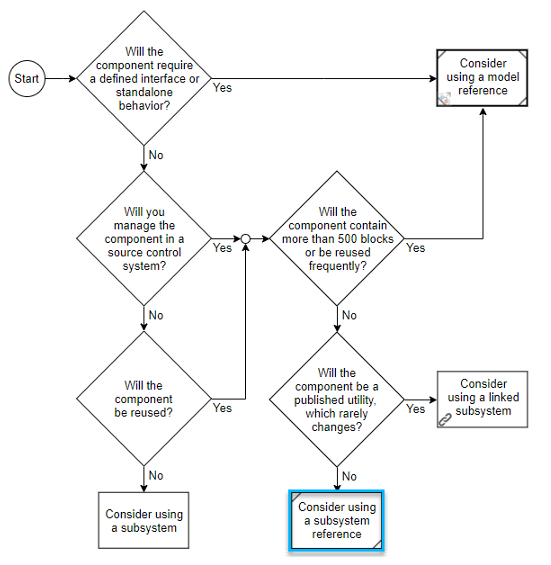 Start
Will the
component require
a defined interface or
standalone
behavior?
Yes
Consider
using a model
reference
No
Will you
manage the
component in a
source control
system?
Yes
Will the
component contain
more than 500 blocks
or be reused
frequently?
Yes
No
No
Will the
component
be reused?
Yes
Will the
component be a
published utility,
which rarely
changes?
Yes
Consider
using a linked
subsystem
No
No
Consider using
a subsystem
Consider using
a subsystem
reference